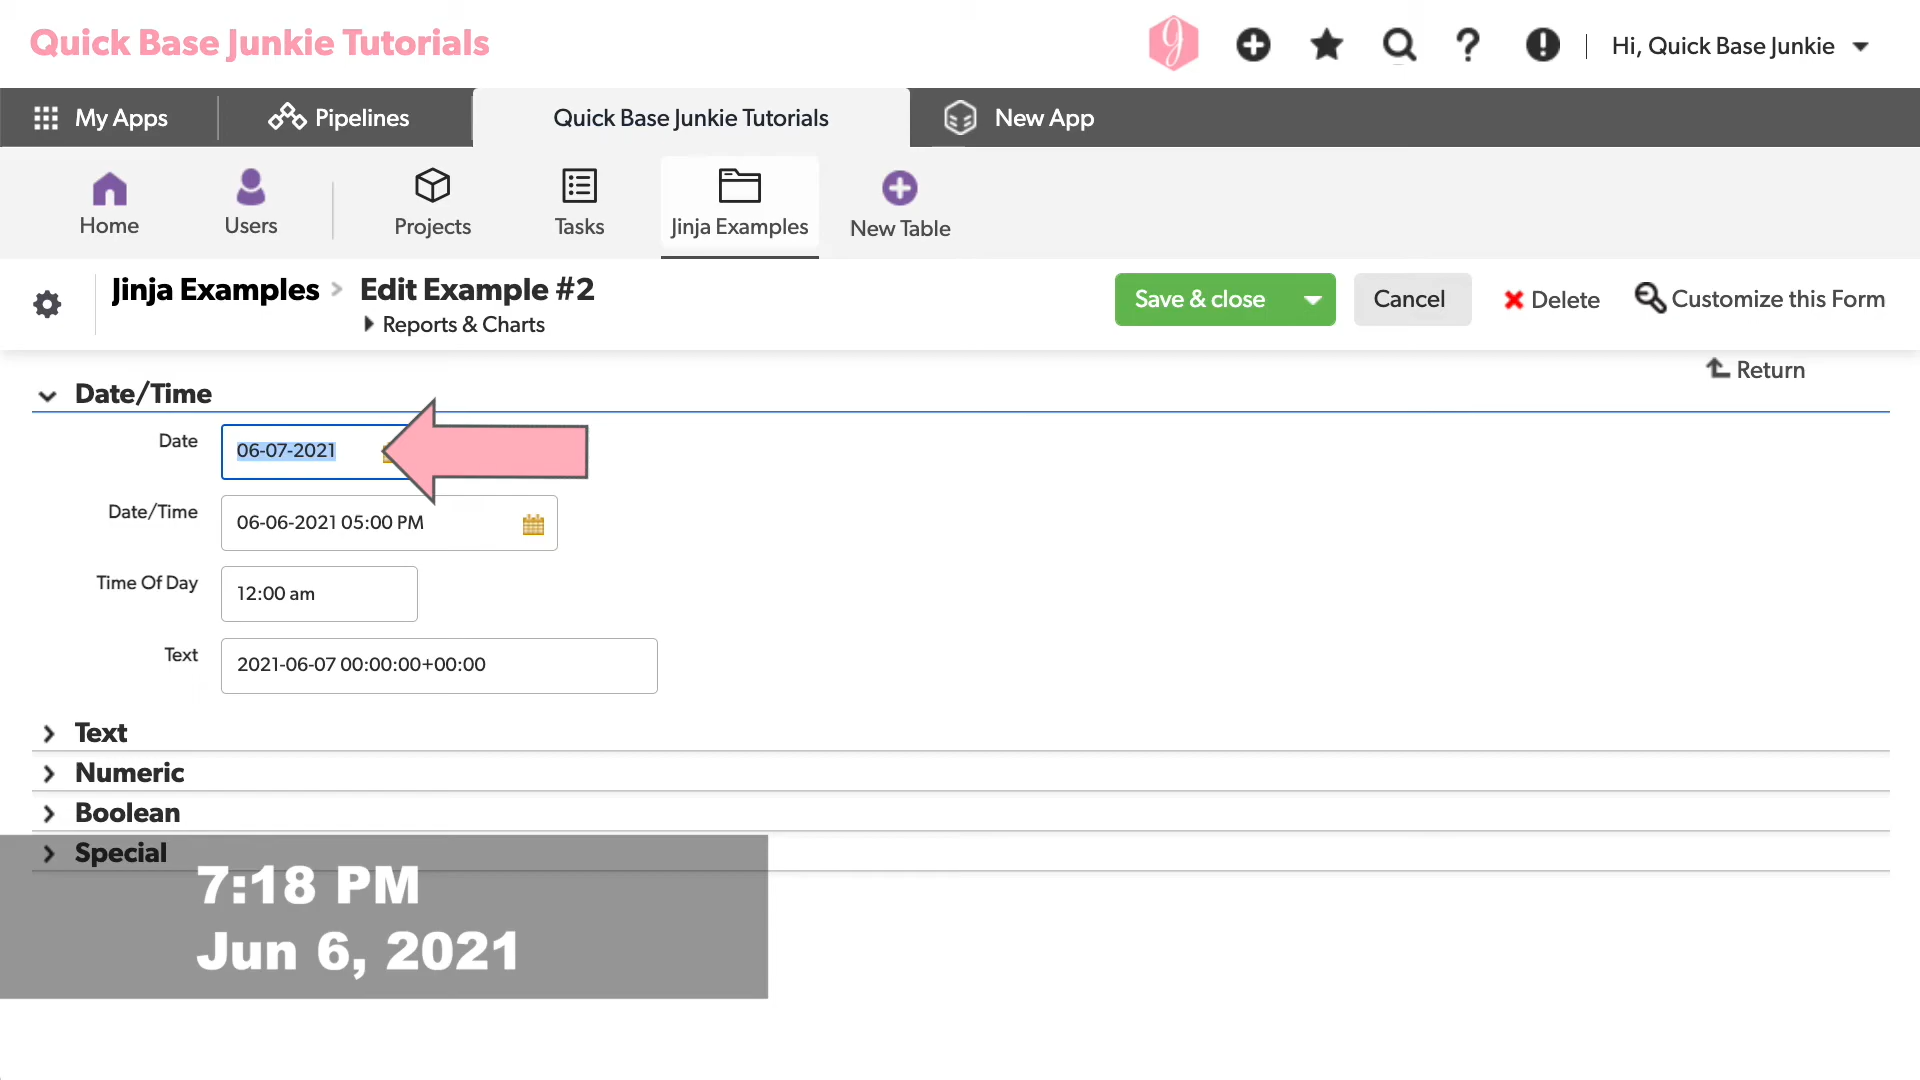 Quick Base Junkie Tutorials
Hi, Quick Base Junkie
My Apps
Pipelines
Quick Base Junkie Tutorials
New App
Home
Users
Projects
Tasks
Jinja Examples
New Table
Jinja Examples > Edit Example #2
Reports & Charts
Save & close
Cancel
Delete
Customize this Form
Return
Date/Time
Date 06-07-2021
Date/Time 06-06-2021 05:00 PM
Time Of Day 12:00 am
Text 2021-06-07 00:00:00+00:00
Text
Numeric
Boolean
Special
7:18 PM
Jun 6, 2021